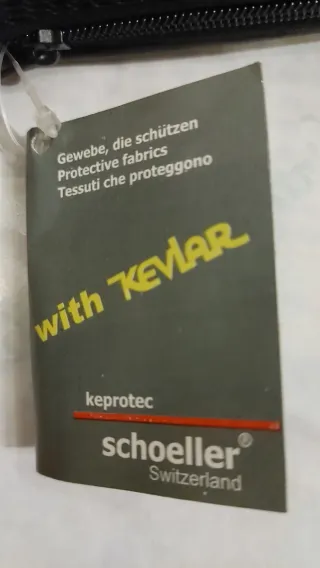 Gewebe, die schützen
Protective fabrics
Tessuti che proteggono
with KEVLAR
keprotec
schoeller®
Switzerland